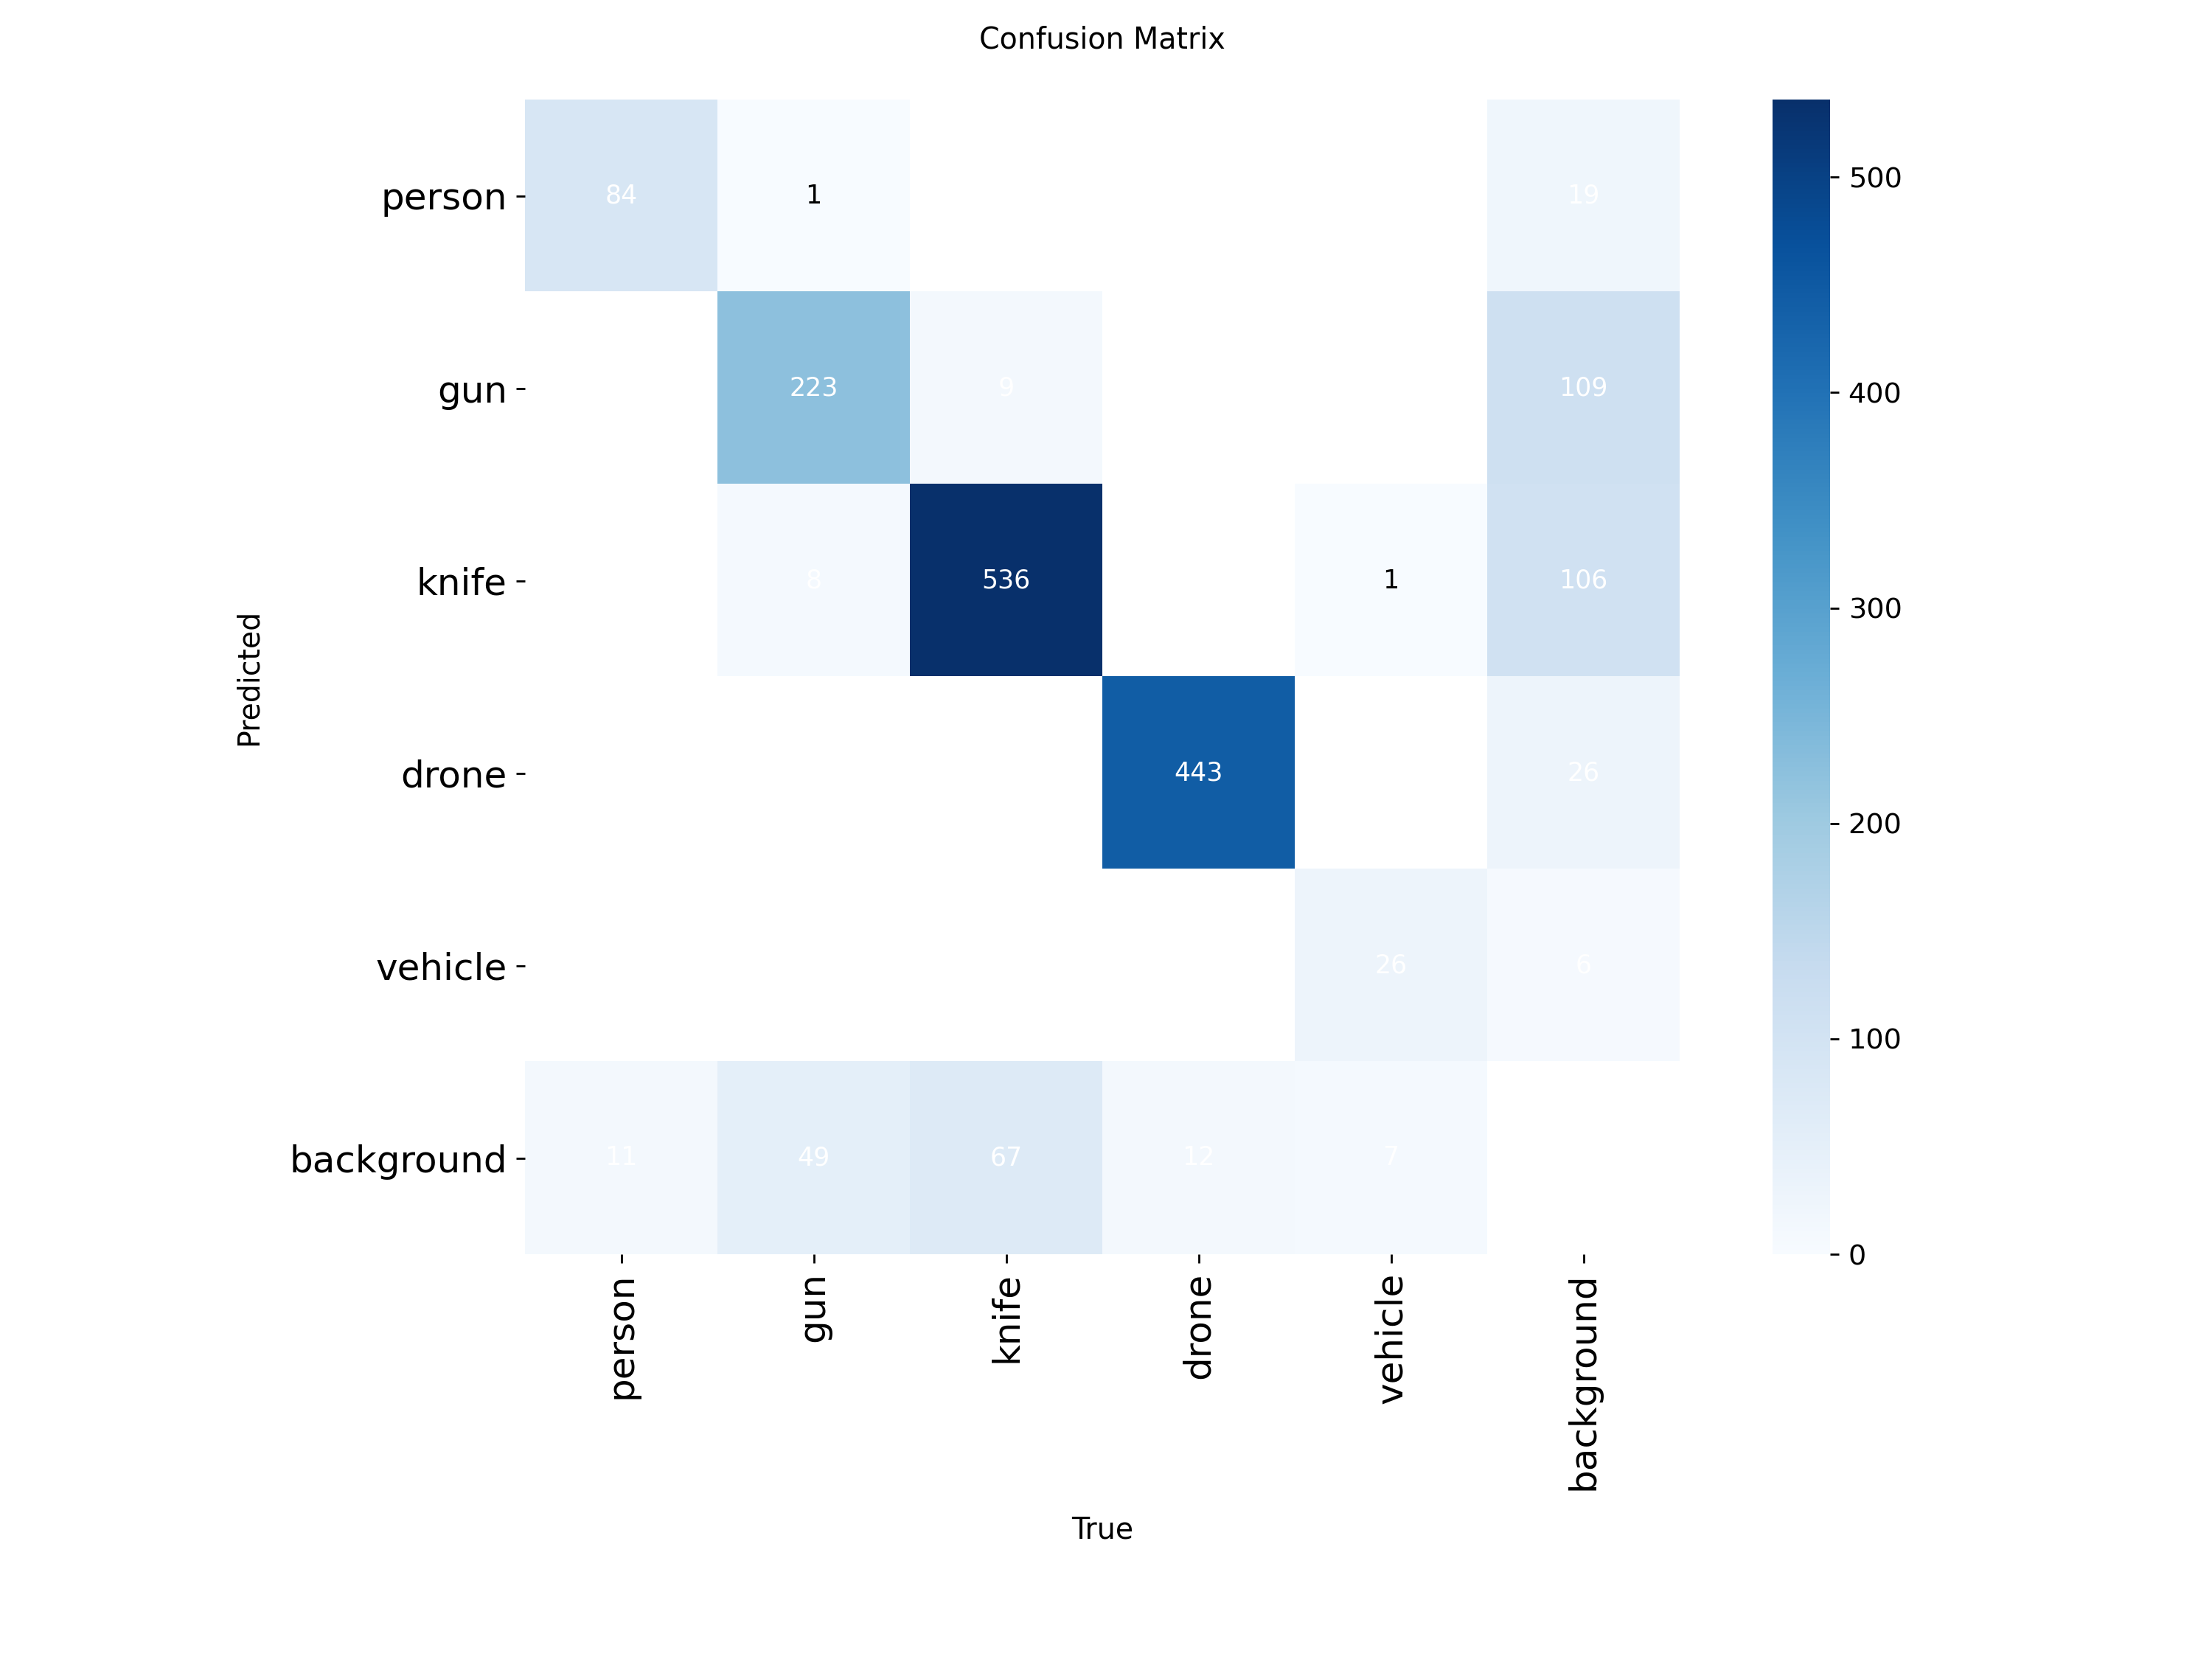 Confusion Matrix
person
84 1 19
gun
223 9 109
knife
8 536 1 106
drone
443 26
vehicle
26 6
background
11 49 67 12 7
person
gun
knife
drone
vehicle
background
Predicted
True
500
400
300
200
100
0